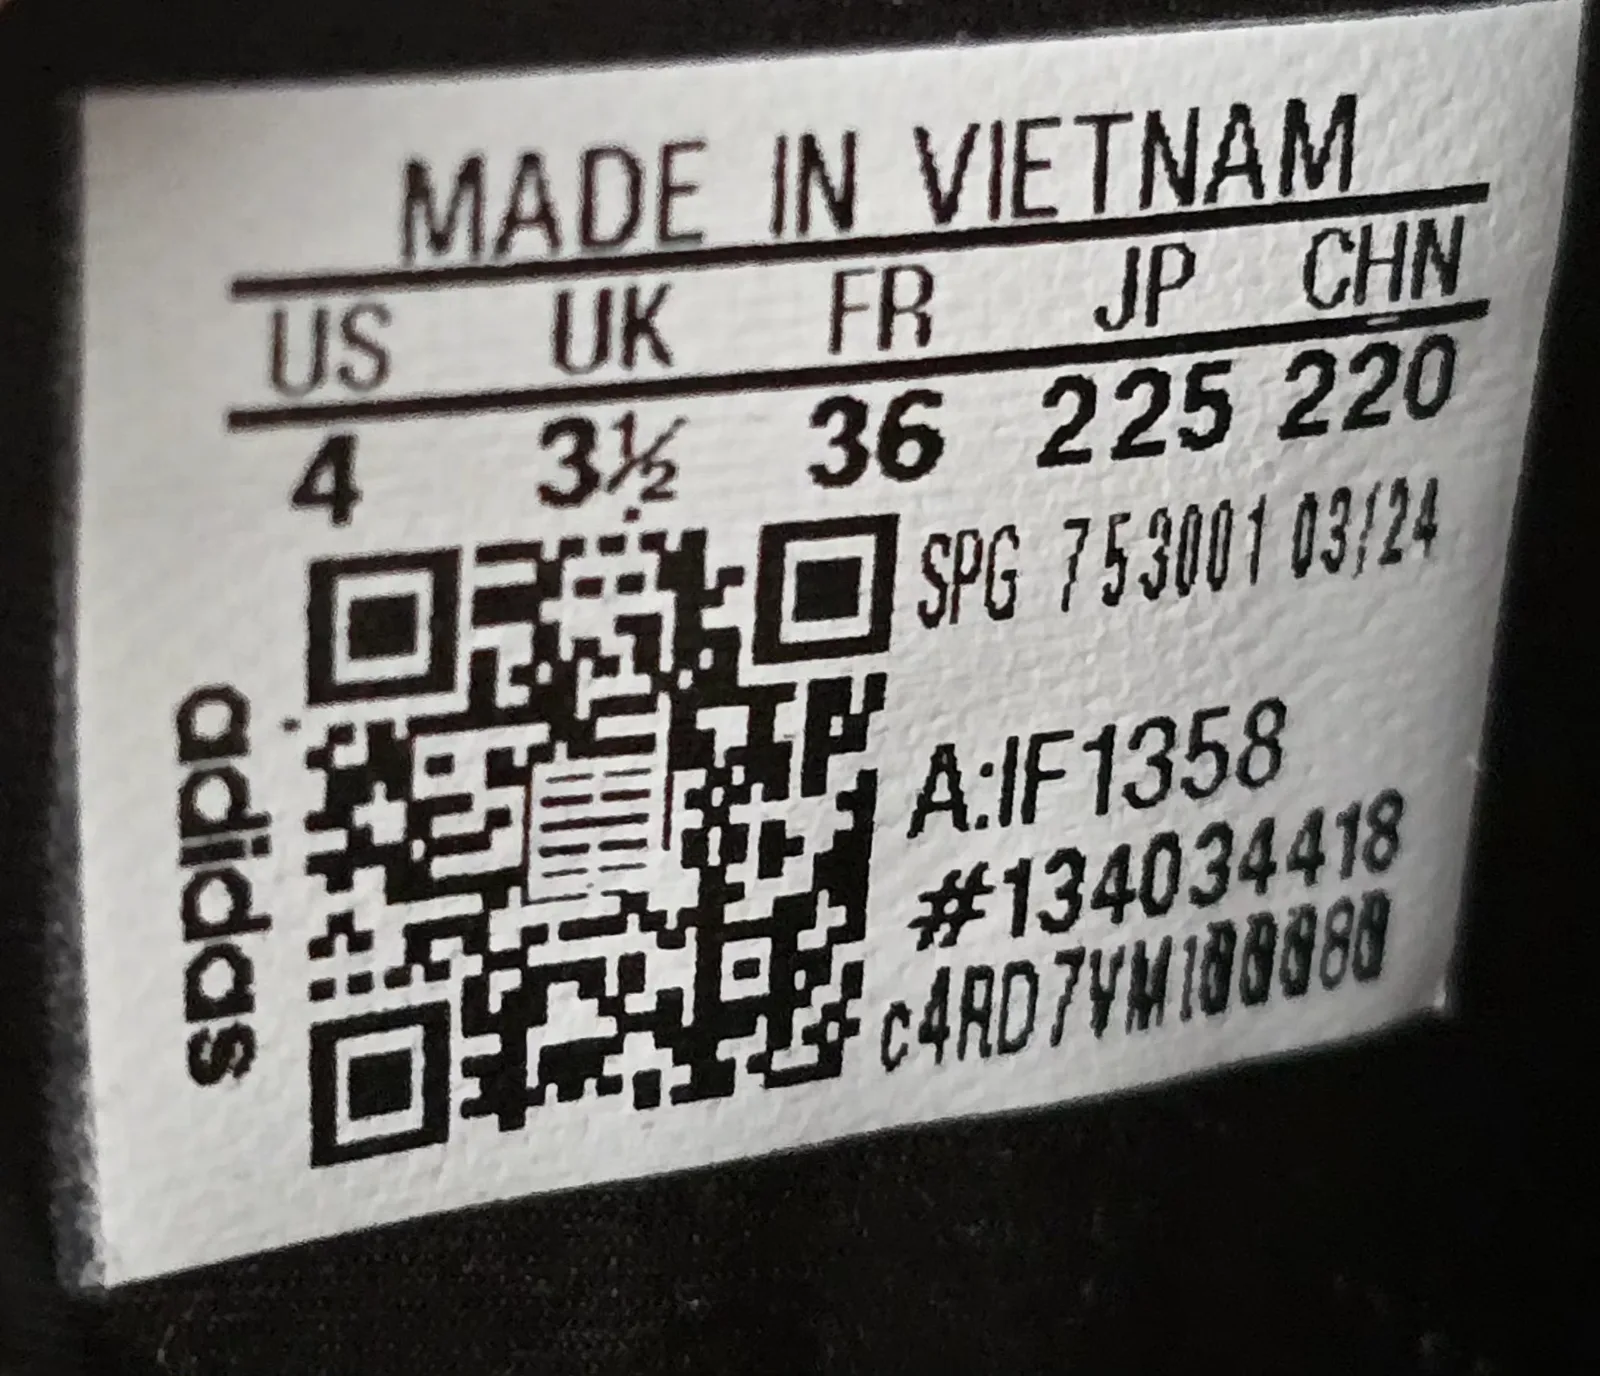 MADE IN VIETNAM
US UK FR JP CHN
4 3½ 36 225 220
SPG 753001 03/24
A:IF1358
#134034418
adidas